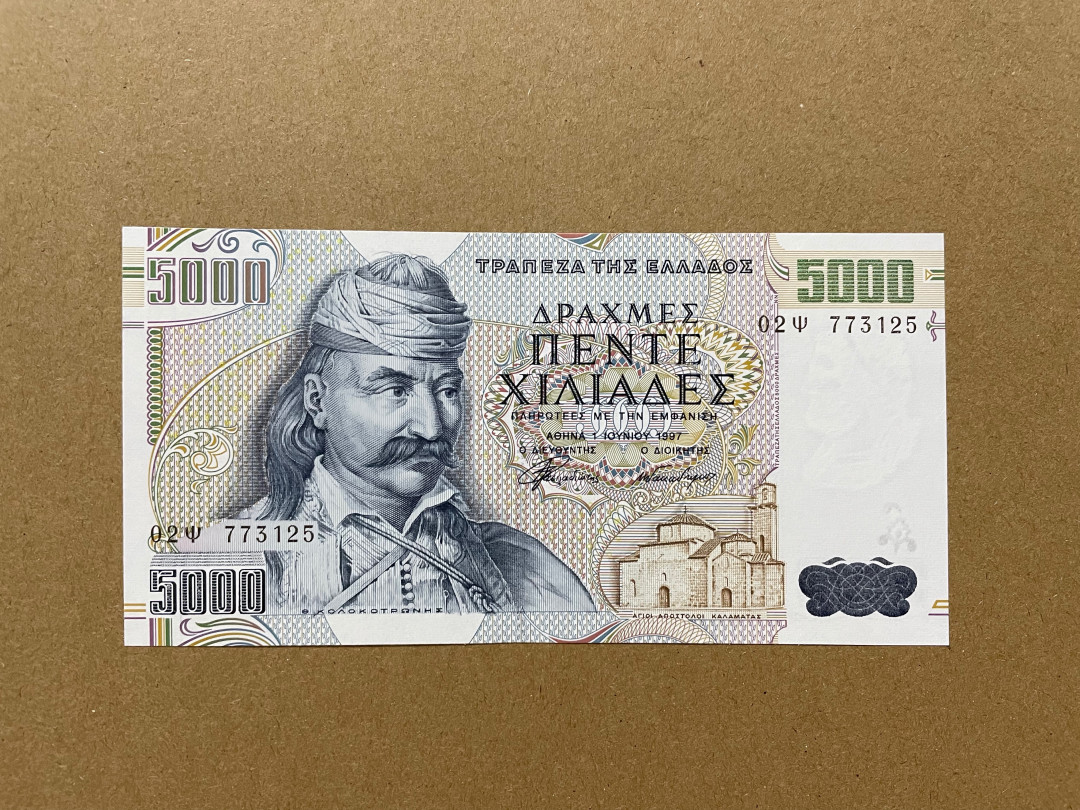 5000
ΤΡΑΠΕΖΑ ΤΗΣ ΕΛΛΑΔΟΣ
5000
ΔΡΑΧΜΕΣ
02Ψ 773125
ΠΕΝΤΕ
ΧΙΛΙΑΔΕΣ
ΠΛΗΡΩΤΕΕΣ ΜΕ ΤΗΝ ΕΜΦΑΝΙΣΗ
ΑΘΗΝΑ 1 ΙΟΥΝΙΟΥ 1997
Ο ΔΙΕΥΘΥΝΤΗΣ Ο ΔΙΟΙΚΗΤΗΣ
02Ψ 773125
5000
Θ. ΚΟΛΟΚΟΤΡΩΝΗΣ
ΑΓΙΟΙ ΑΠΟΣΤΟΛΟΙ ΚΑΛΑΜΑΤΑΣ